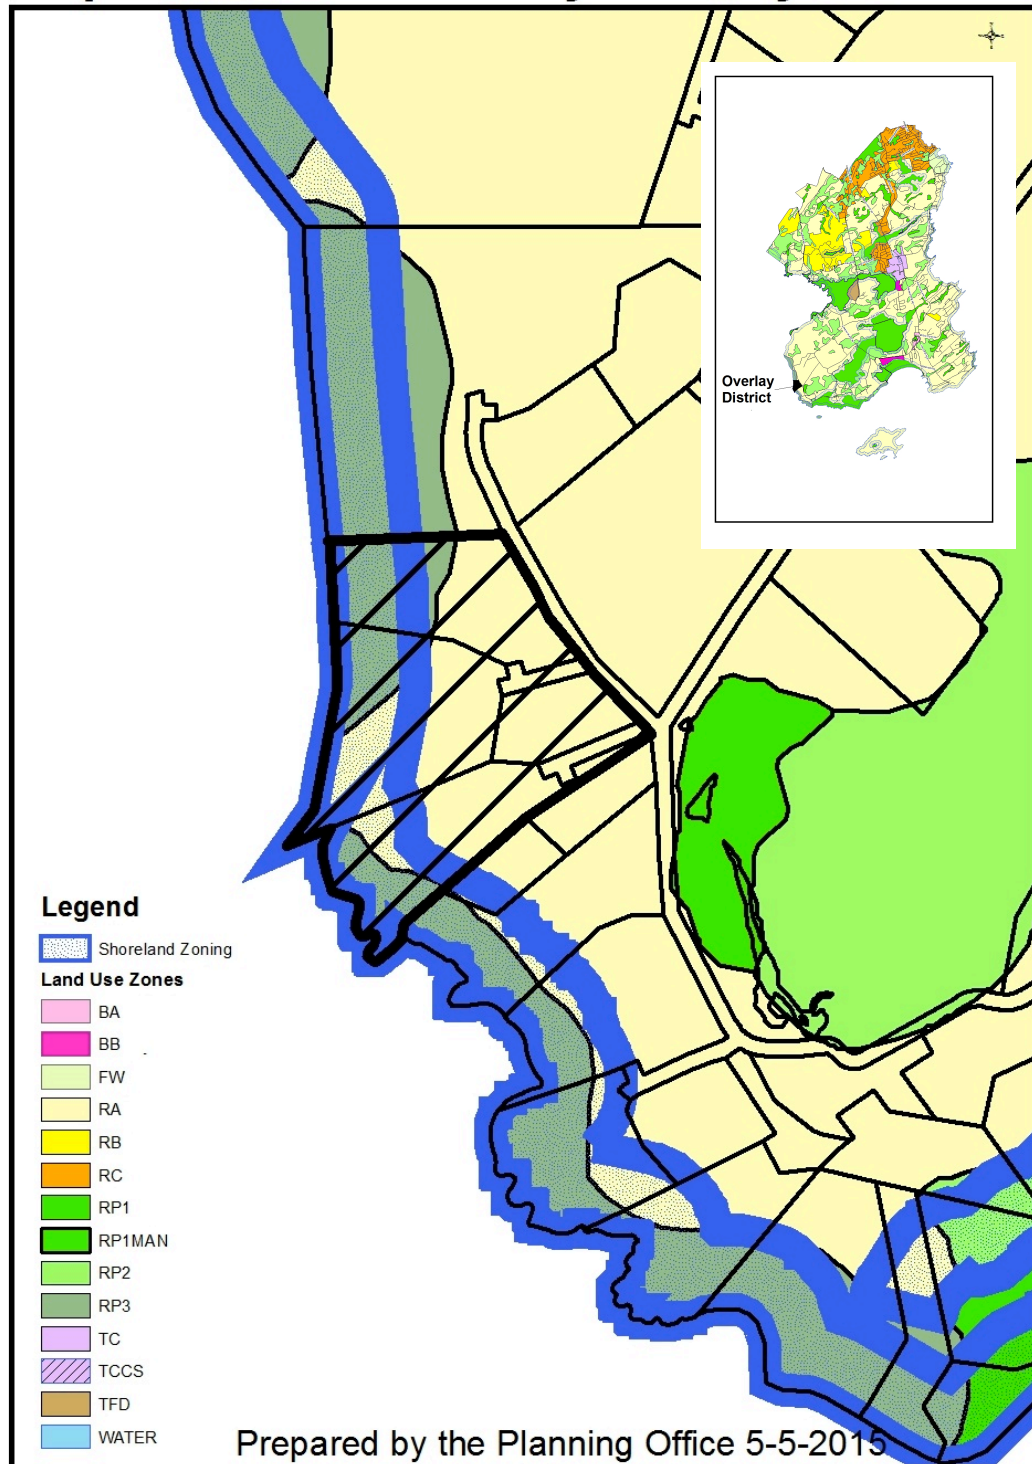 Overlay
District
Legend
Shoreland Zoning
Land Use Zones
BA
BB
FW
RA
RB
RC
RP1
RP1MAN
RP2
RP3
TC
TCCS
TFD
WATER
Prepared by the Planning Office 5-5-2015